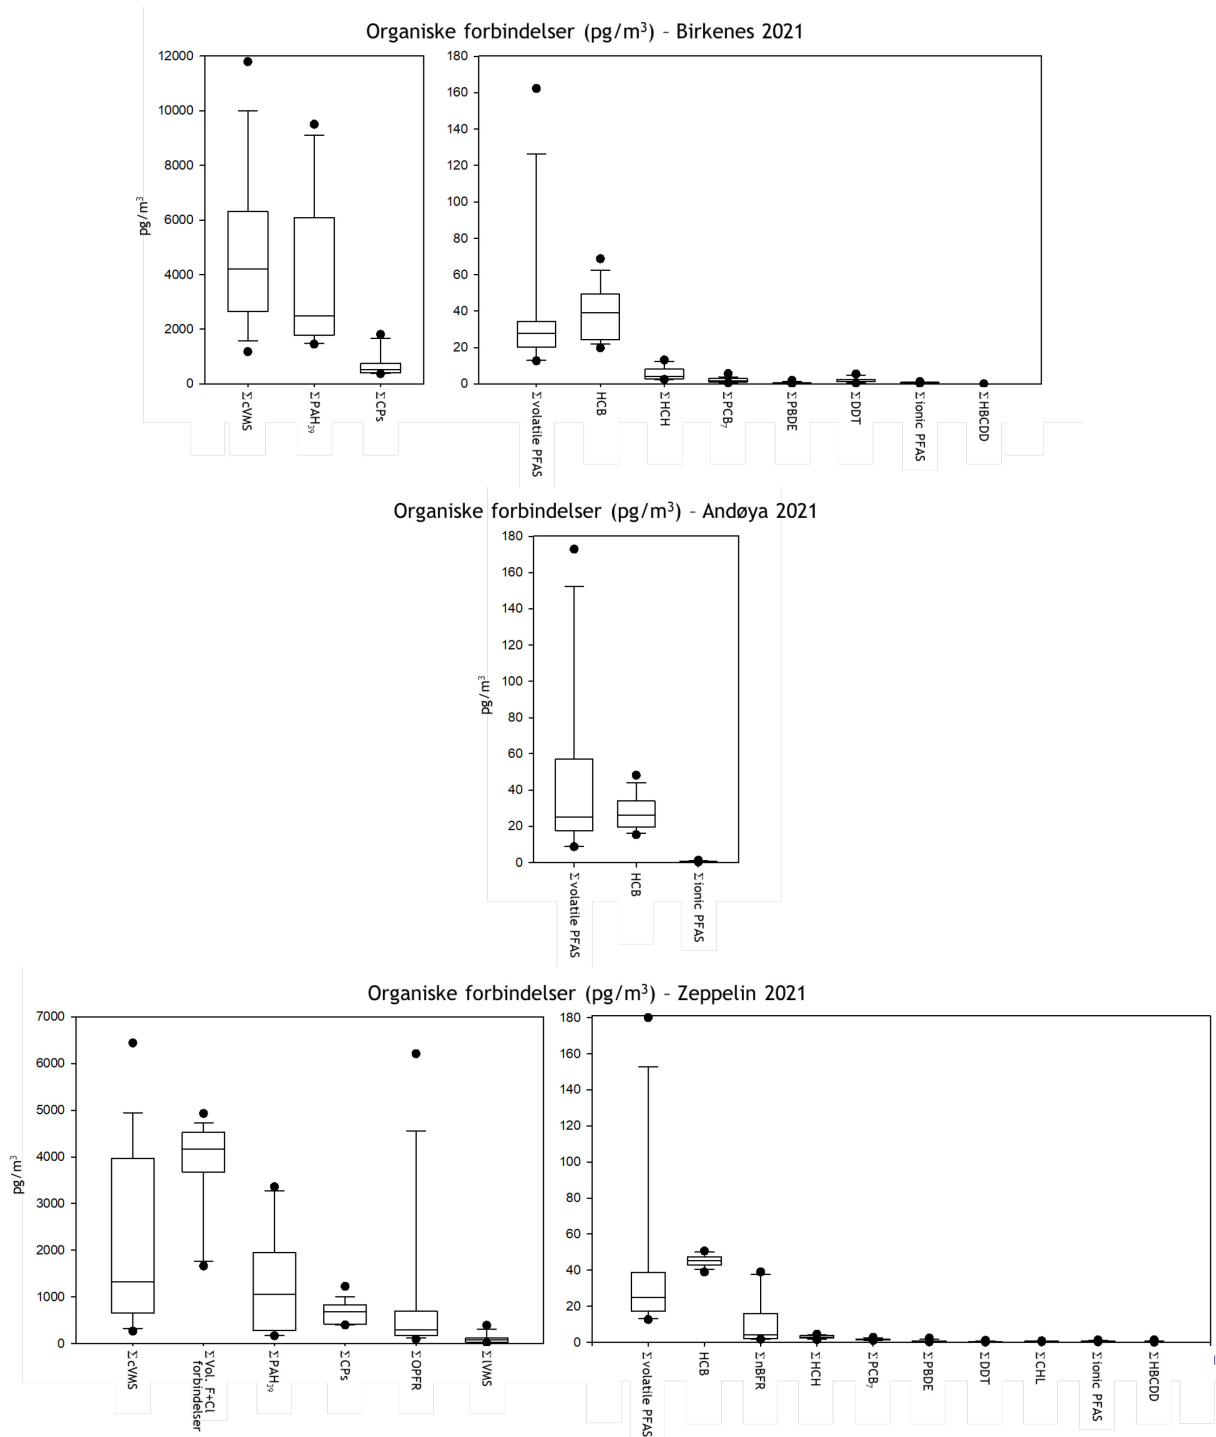 Organiske forbindelser (pg/m³) – Birkenes 2021
12000
10000
8000
6000
4000
2000
0
pg/m³
ΣcVMS
ΣPAH₃₉
ΣCPs
180
160
140
120
100
80
60
40
20
0
Σvolatile PFAS
HCB
ΣHCH
ΣPCB₇
ΣPBDE
ΣDDT
Σionic PFAS
ΣHBCDD
Organiske forbindelser (pg/m³) – Andøya 2021
180
160
140
120
100
80
60
40
20
0
pg/m³
Σvolatile PFAS
HCB
Σionic PFAS
Organiske forbindelser (pg/m³) – Zeppelin 2021
7000
6000
5000
4000
3000
2000
1000
0
pg/m³
ΣcVMS
ΣVol. F+Cl
forbindelser
ΣPAH₃₉
ΣCPs
ΣOPFR
ΣlVMS
180
160
140
120
100
80
60
40
20
0
Σvolatile PFAS
HCB
ΣnBFR
ΣHCH
ΣPCB₇
ΣPBDE
ΣDDT
ΣCHL
Σionic PFAS
ΣHBCDD